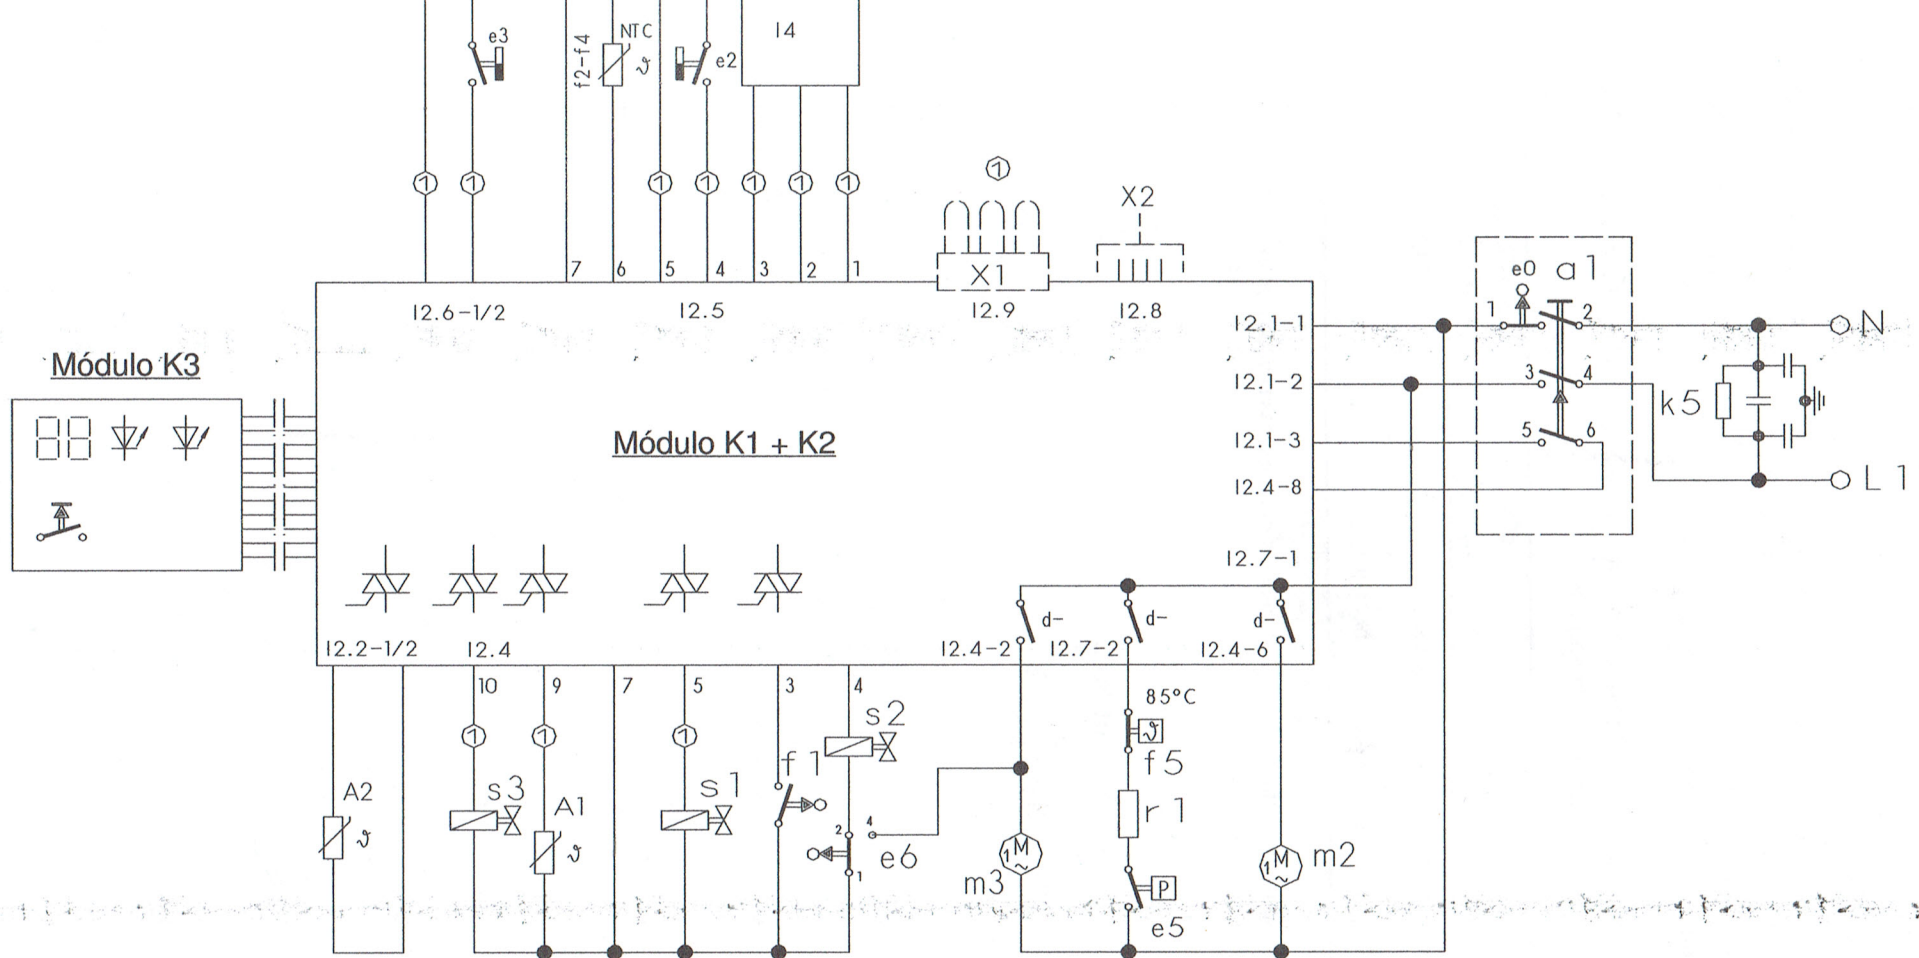 I4
e3
f2-f4
NTC
ϑ
e2
1
1 1 1 1 1 1 1
X2
7 6 5 4 3 2 1
X1
e0 a1
I2.6-1/2 I2.5 I2.9 I2.8
I2.1-1 1 2 N
Módulo K3
I2.1-2 3 4
k5
Módulo K1 + K2
I2.1-3 5 6
I2.4-8 L1
88
I2.7-1
d- d- d-
I2.2-1/2 I2.4 I2.4-2 I2.7-2 I2.4-6
10 9 7 5 3 4
85°C
s2
1 1 1
ϑ
f1 f5
A2 s3 A1 s1 r1
ϑ ϑ
2 4
e6
1
M
1
~
m3
M
1
~
m2
P
e5